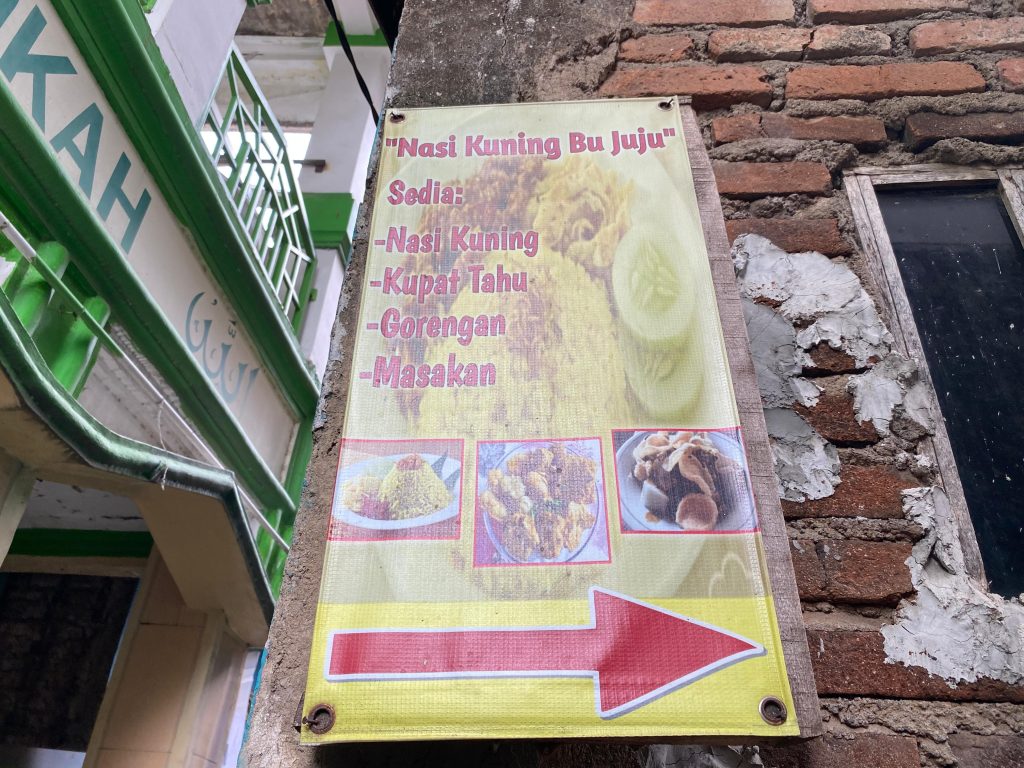 "Nasi Kuning Bu Juju"
Sedia:
-Nasi Kuning
-Kupat Tahu
-Gorengan
-Masakan
KAH